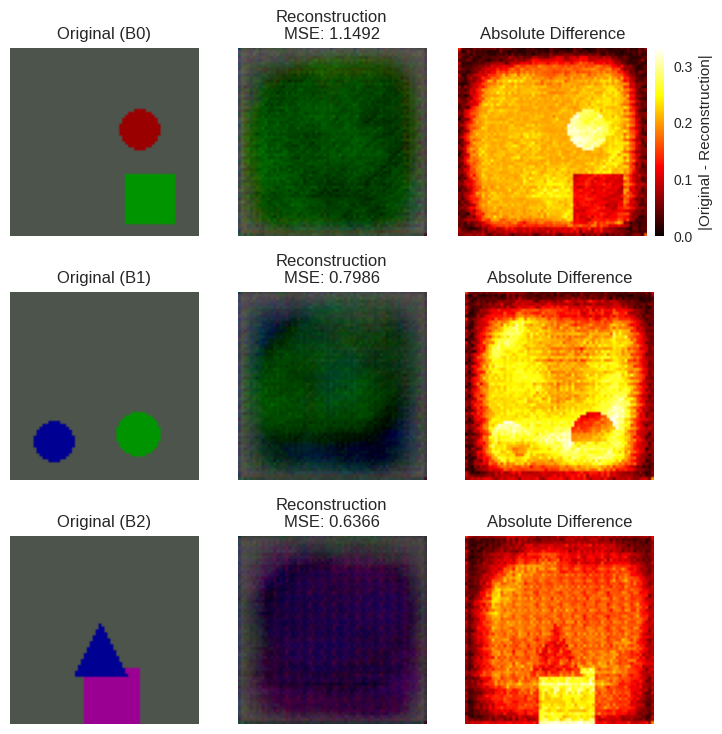 Original (B0)
Reconstruction
MSE: 1.1492
Absolute Difference
0.3
0.2
0.1
0.0
|Original - Reconstruction|
Original (B1)
Reconstruction
MSE: 0.7986
Absolute Difference
Original (B2)
Reconstruction
MSE: 0.6366
Absolute Difference